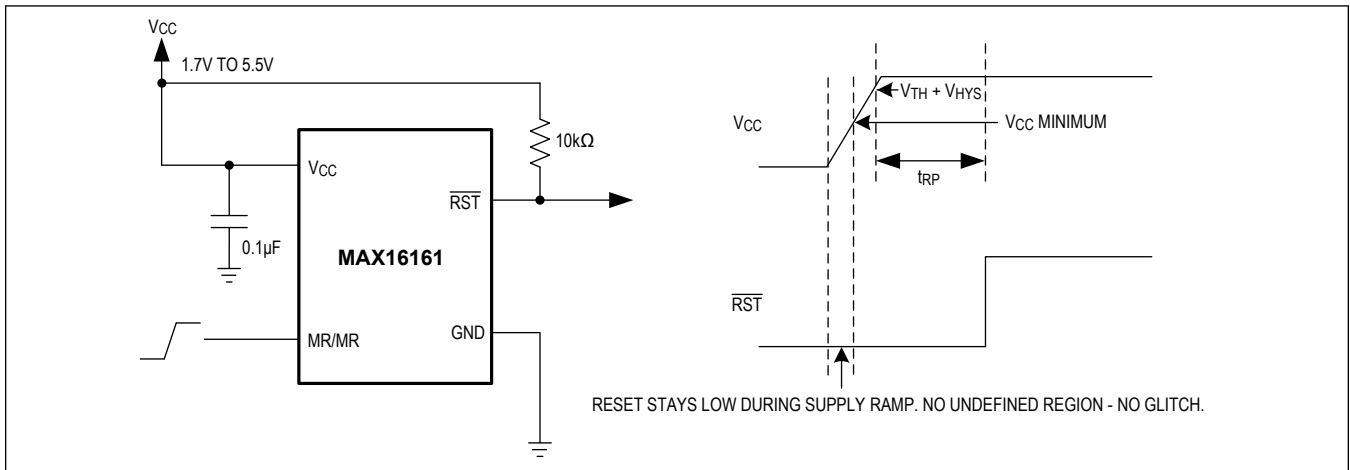 VCC
1.7V TO 5.5V
10kΩ
VCC
RST
0.1µF
MAX16161
MR/MR
GND
VTH + VHYS
VCC
VCC MINIMUM
tRP
RST
RESET STAYS LOW DURING SUPPLY RAMP. NO UNDEFINED REGION - NO GLITCH.